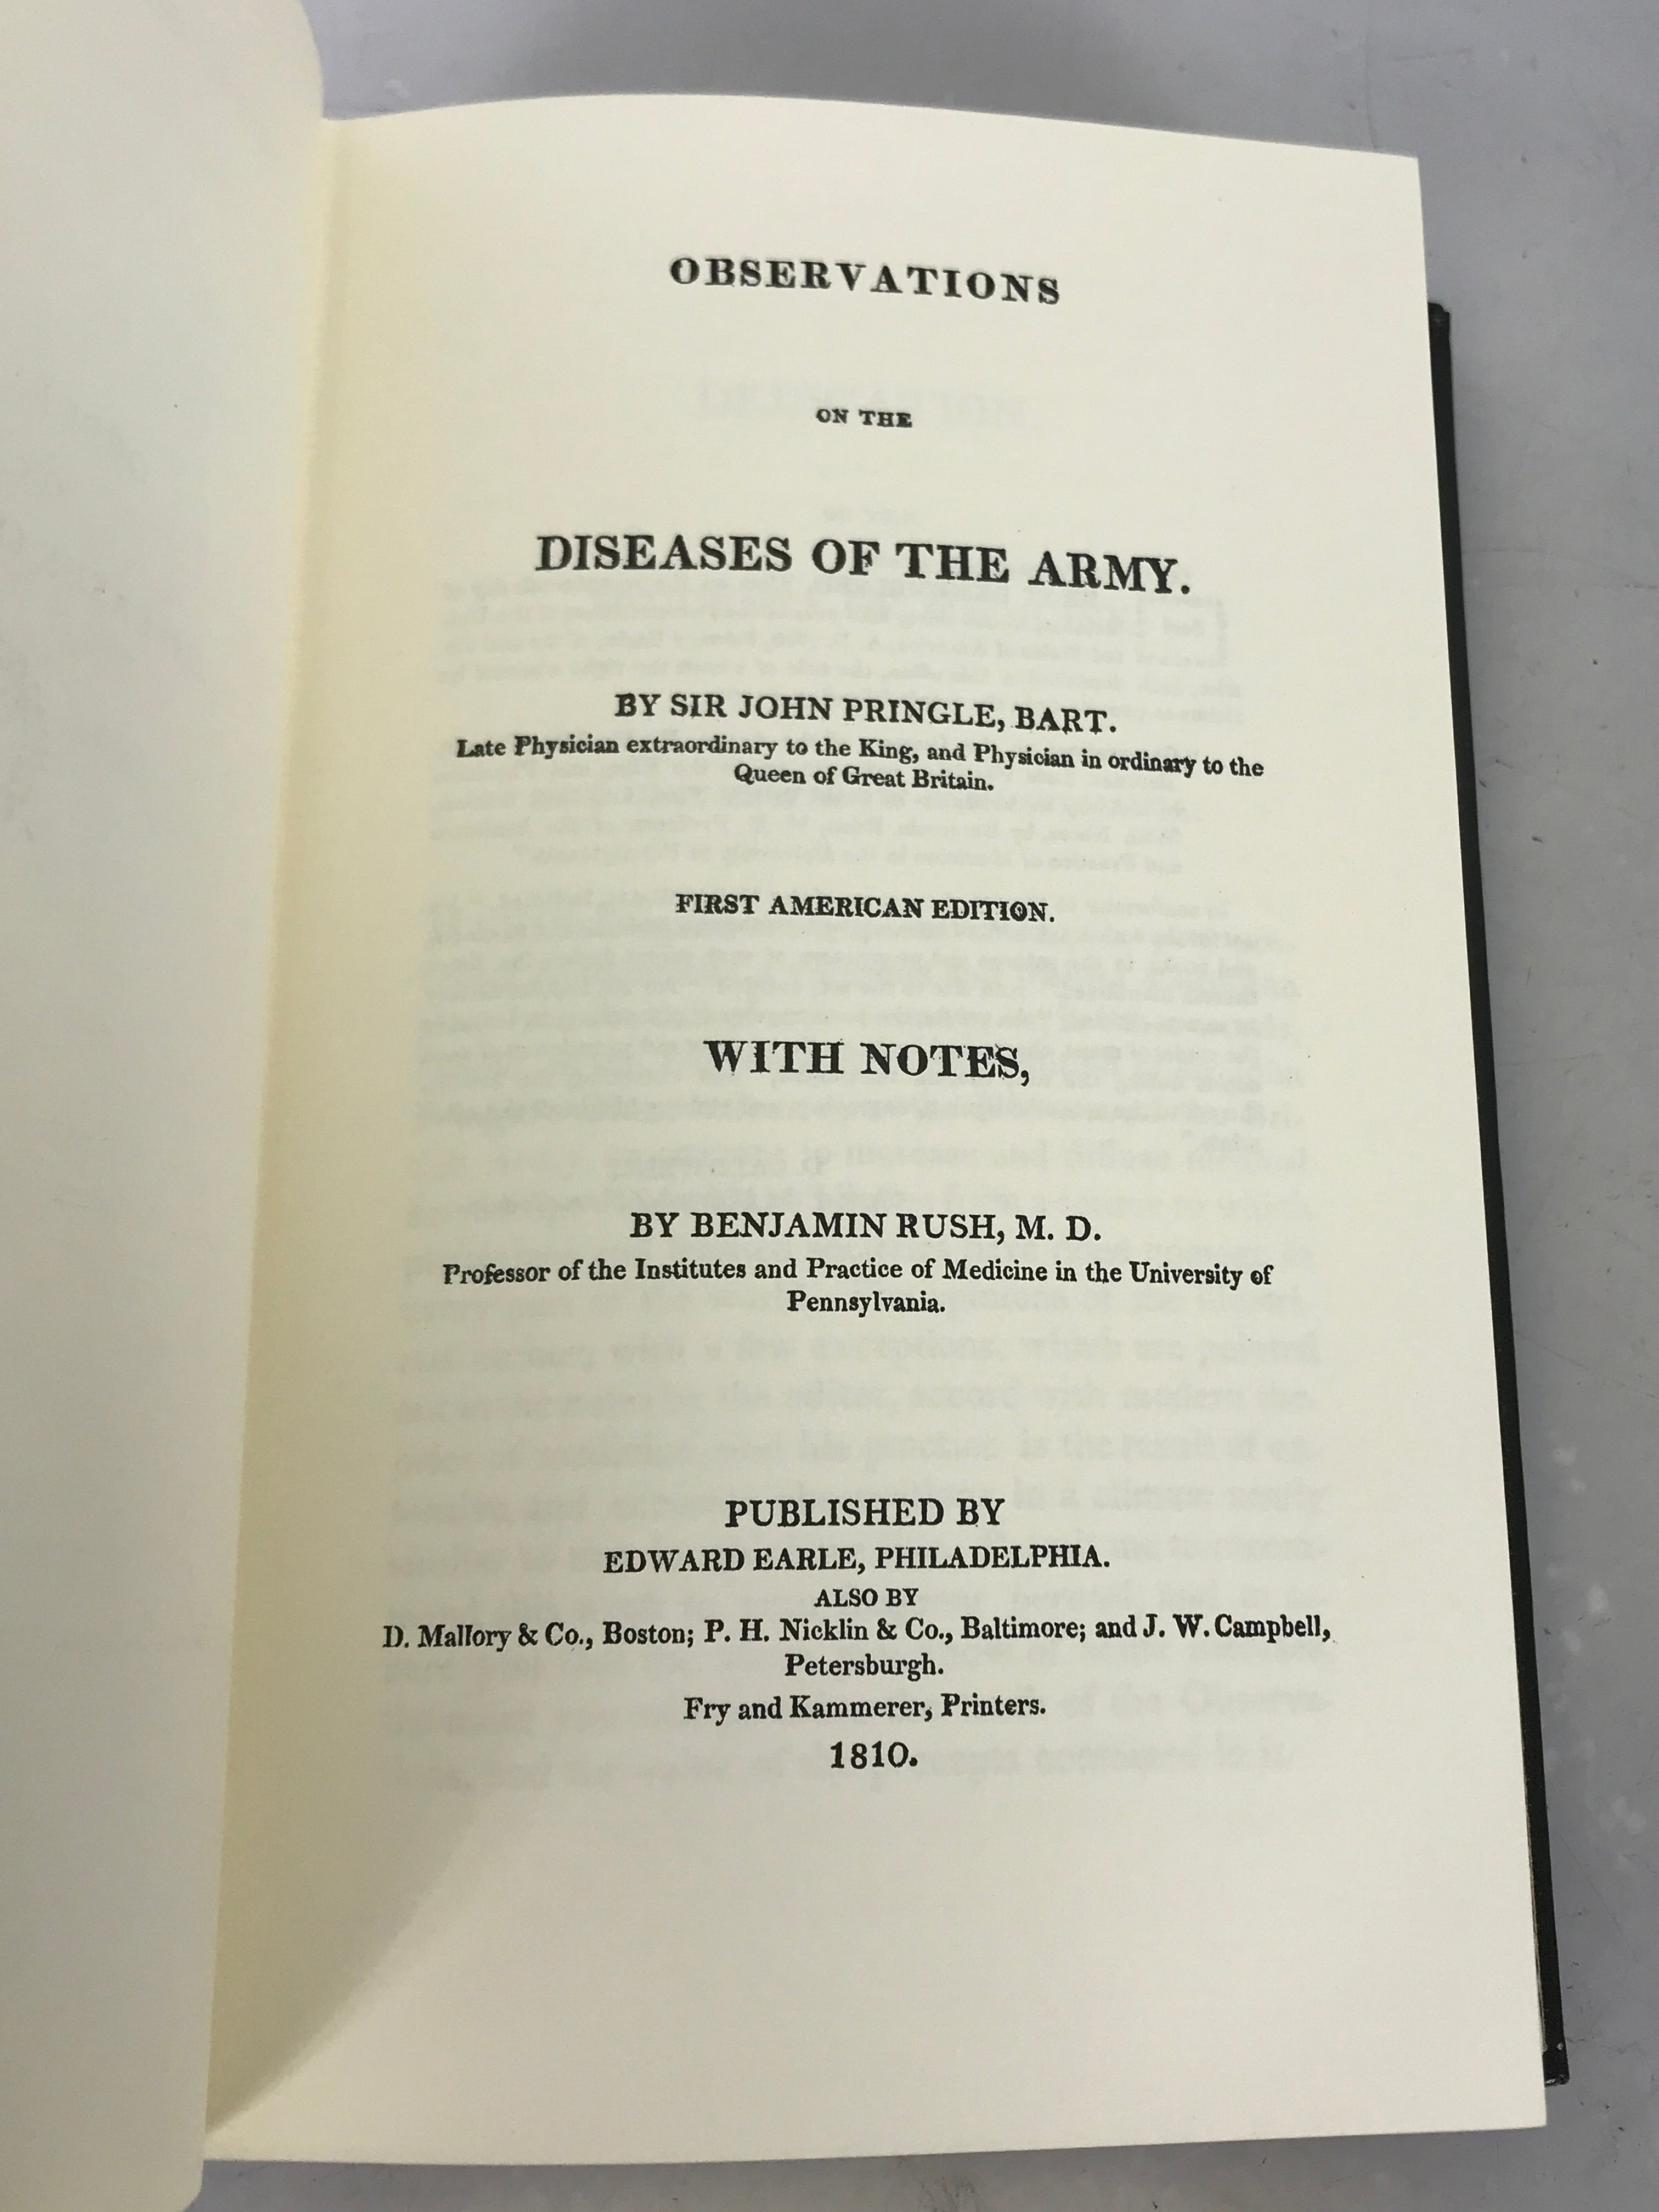 OBSERVATIONS
ON THE
DISEASES OF THE ARMY.
BY SIR JOHN PRINGLE, BART.
Late Physician extraordinary to the King, and Physician in ordinary to the
Queen of Great Britain.
FIRST AMERICAN EDITION.
WITH NOTES,
BY BENJAMIN RUSH, M. D.
Professor of the Institutes and Practice of Medicine in the University of
Pennsylvania.
PUBLISHED BY
EDWARD EARLE, PHILADELPHIA.
ALSO BY
D. Mallory & Co., Boston; P. H. Nicklin & Co., Baltimore; and J. W. Campbell,
Petersburgh.
Fry and Kammerer, Printers.
1810.